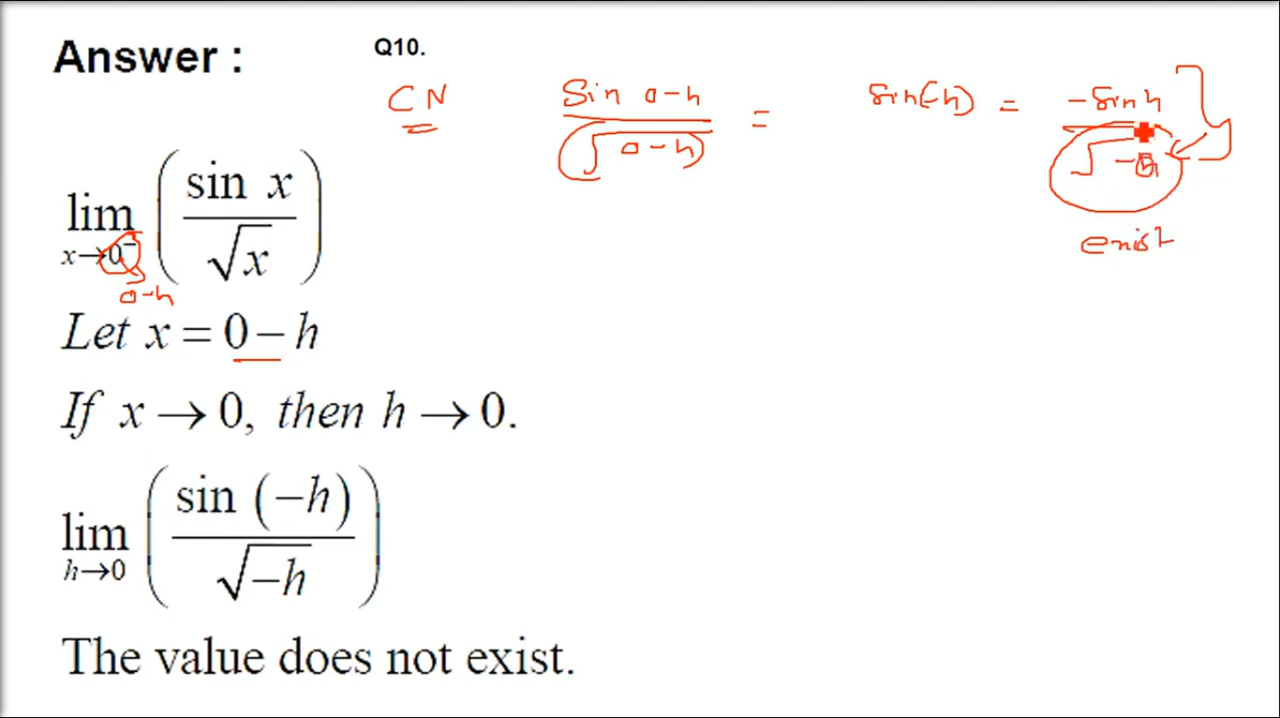 Answer :
Q10.
CN
Sin 0-h / √0-h =
Sin(-h) = -Sinh / √-h
exist
lim x→0⁻ (sin x / √x)
0-h
Let x = 0 − h
If x → 0, then h → 0.
lim h→0 (sin (−h) / √−h)
The value does not exist.